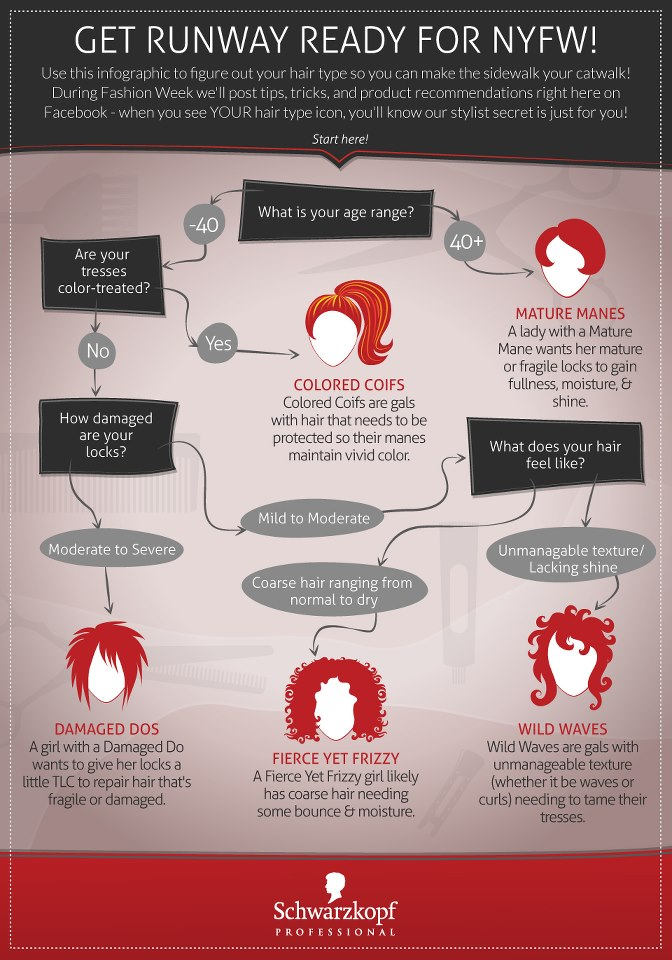 GET RUNWAY READY FOR NYFW!
Use this infographic to figure out your hair type so you can make the sidewalk your catwalk!
During Fashion Week we'll post tips, tricks, and product recommendations right here on
Facebook - when you see YOUR hair type icon, you'll know our stylist secret is just for you!
Start here!
What is your age range?
-40
40+
Are your
tresses
color-treated?
MATURE MANES
A lady with a Mature
Mane wants her mature
or fragile locks to gain
fullness, moisture, &
shine.
No
Yes
COLORED COIFS
Colored Coifs are gals
with hair that needs to be
protected so their manes
maintain vivid color.
How damaged
are your
locks?
What does your hair
feel like?
Mild to Moderate
Moderate to Severe
Unmanagable texture/
Lacking shine
Coarse hair ranging from
normal to dry
DAMAGED DOS
A girl with a Damaged Do
wants to give her locks a
little TLC to repair hair that's
fragile or damaged.
FIERCE YET FRIZZY
A Fierce Yet Frizzy girl likely
has coarse hair needing
some bounce & moisture.
WILD WAVES
Wild Waves are gals with
unmanageable texture
(whether it be waves or
curls) needing to tame their
tresses.
Schwarzkopf
PROFESSIONAL